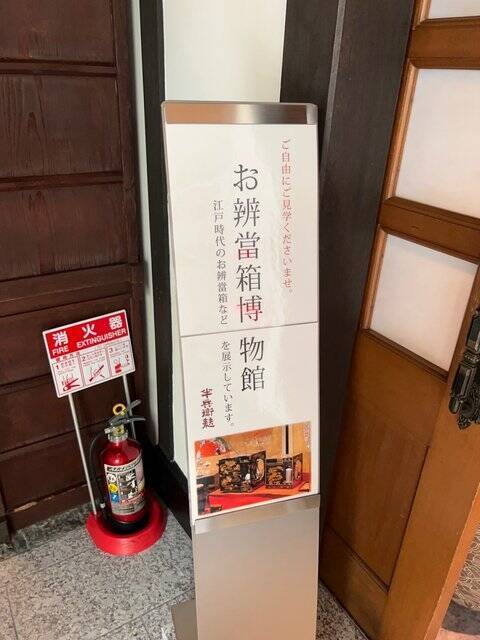 ご自由にご見学くださいませ。
お辨當箱博物館
江戸時代のお辨當箱など
を展示しています。
半兵衛麸
消火器
FIRE EXTINGUISHER